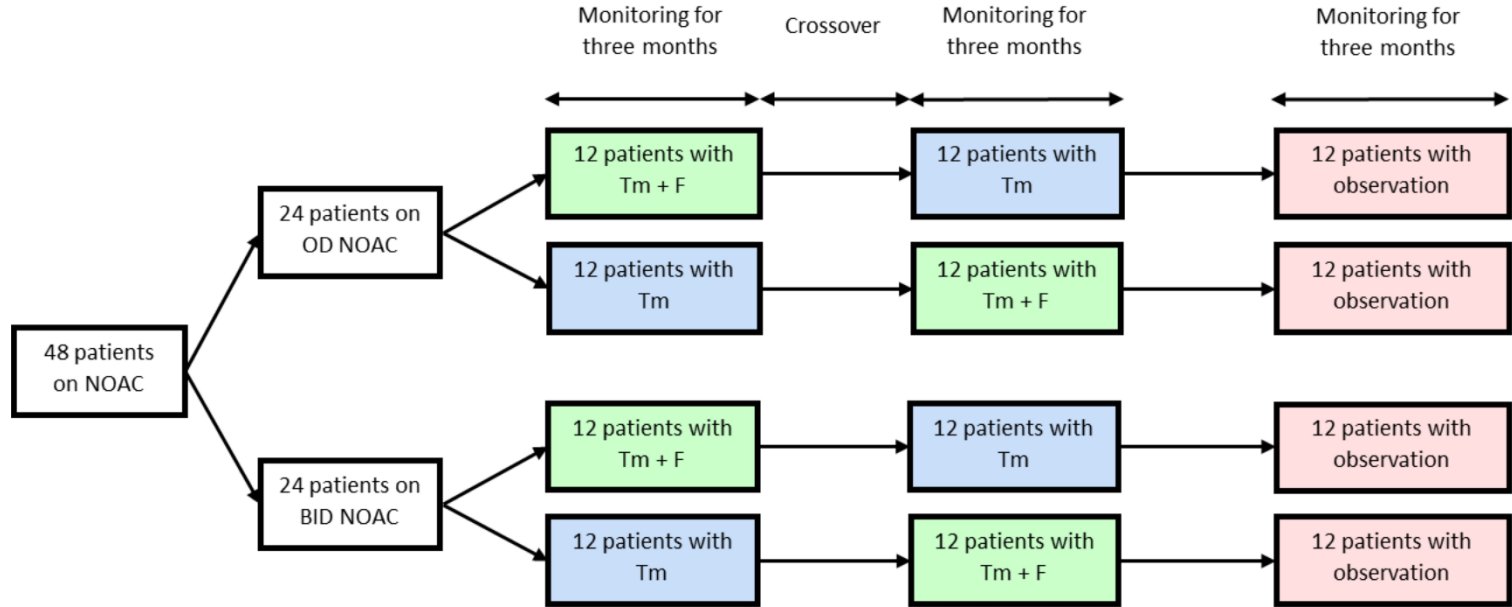 Monitoring for
three months
Crossover
Monitoring for
three months
Monitoring for
three months
48 patients
on NOAC
24 patients on
OD NOAC
12 patients with
Tm + F
12 patients with
Tm
12 patients with
observation
12 patients with
Tm
12 patients with
Tm + F
12 patients with
observation
24 patients on
BID NOAC
12 patients with
Tm + F
12 patients with
Tm
12 patients with
observation
12 patients with
Tm
12 patients with
Tm + F
12 patients with
observation